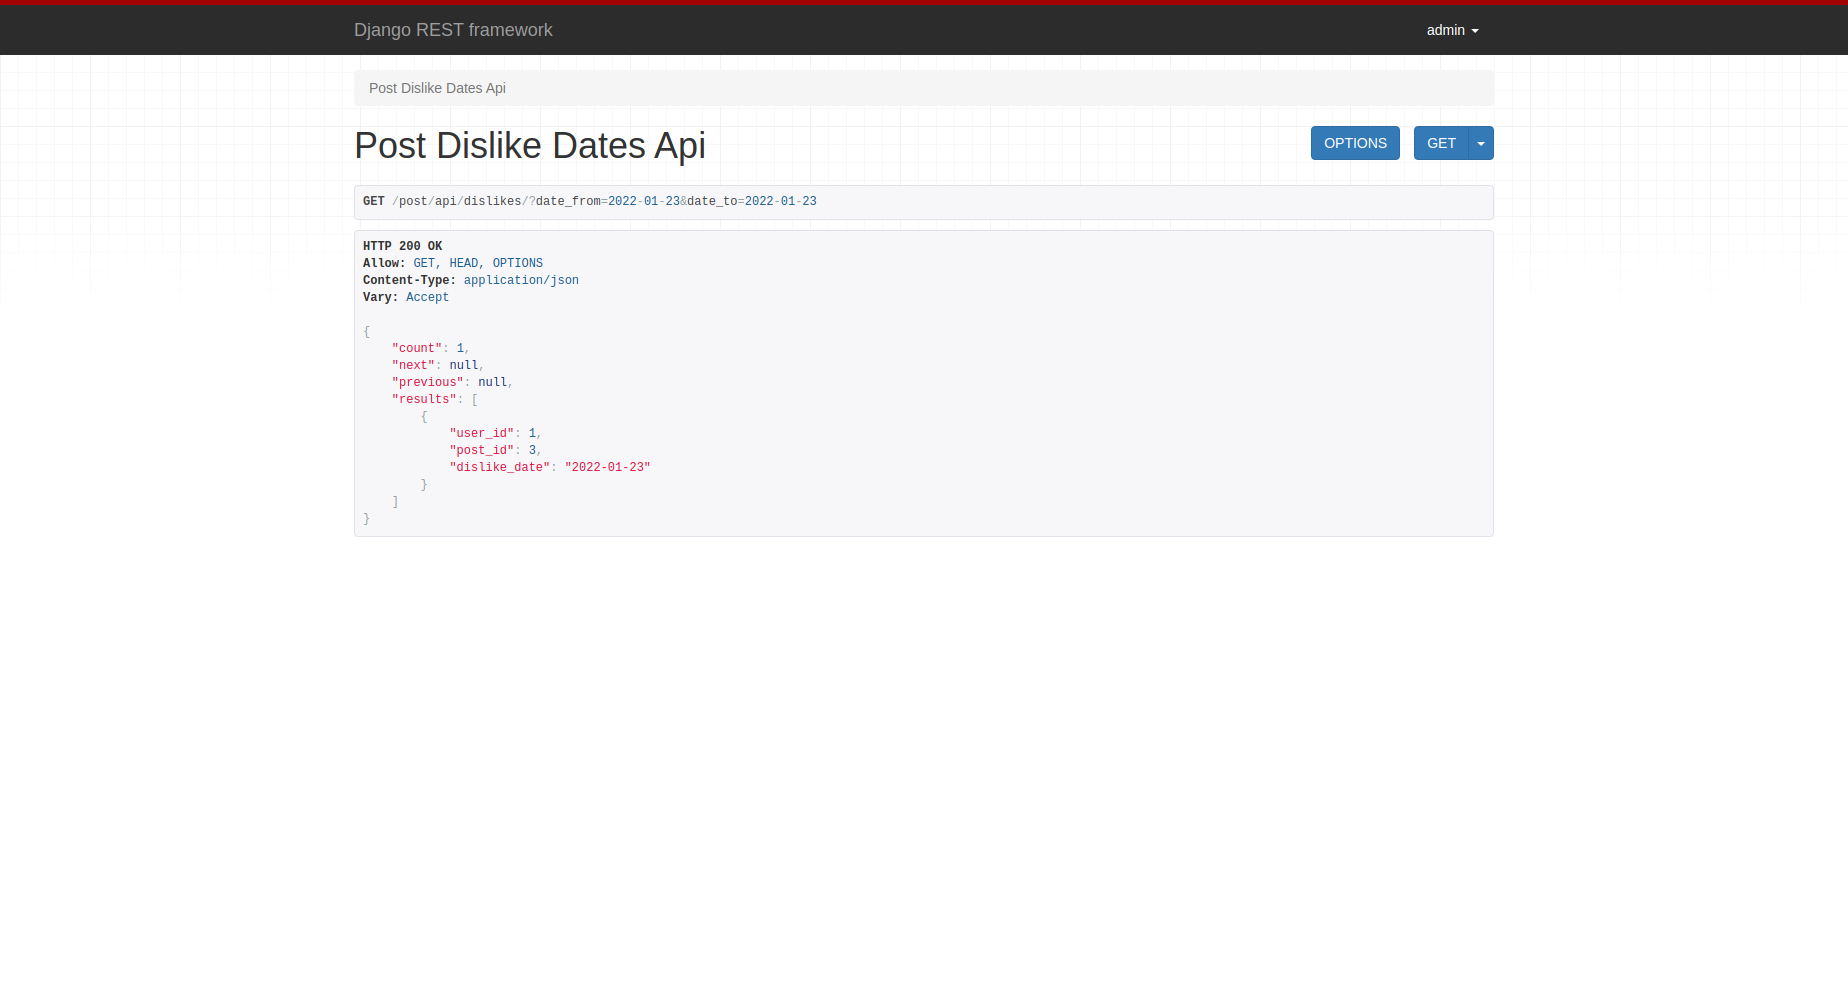 Django REST framework
admin
Post Dislike Dates Api
Post Dislike Dates Api
OPTIONS
GET
GET /post/api/dislikes/?date_from=2022-01-23&date_to=2022-01-23
HTTP 200 OK
Allow: GET, HEAD, OPTIONS
Content-Type: application/json
Vary: Accept
{
    "count": 1,
    "next": null,
    "previous": null,
    "results": [
        {
            "user_id": 1,
            "post_id": 3,
            "dislike_date": "2022-01-23"
        }
    ]
}